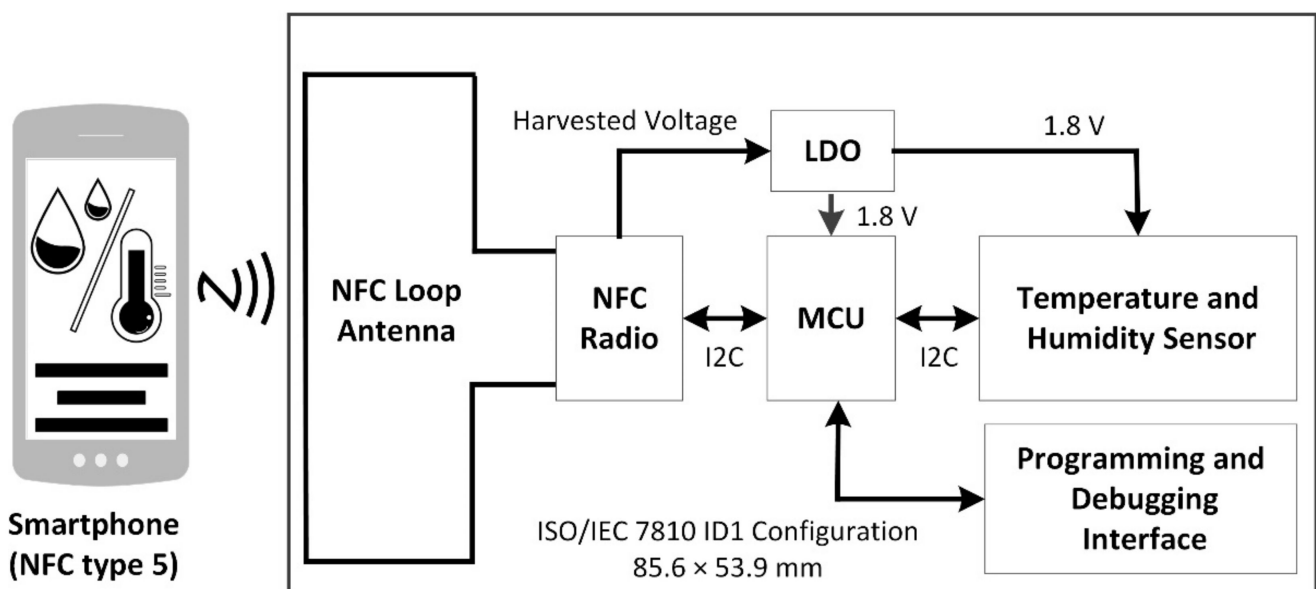 Harvested Voltage
LDO
1.8 V
1.8 V
NFC Loop
Antenna
NFC
Radio
I2C
MCU
I2C
Temperature and
Humidity Sensor
Programming and
Debugging
Interface
ISO/IEC 7810 ID1 Configuration
85.6 × 53.9 mm
Smartphone
(NFC type 5)